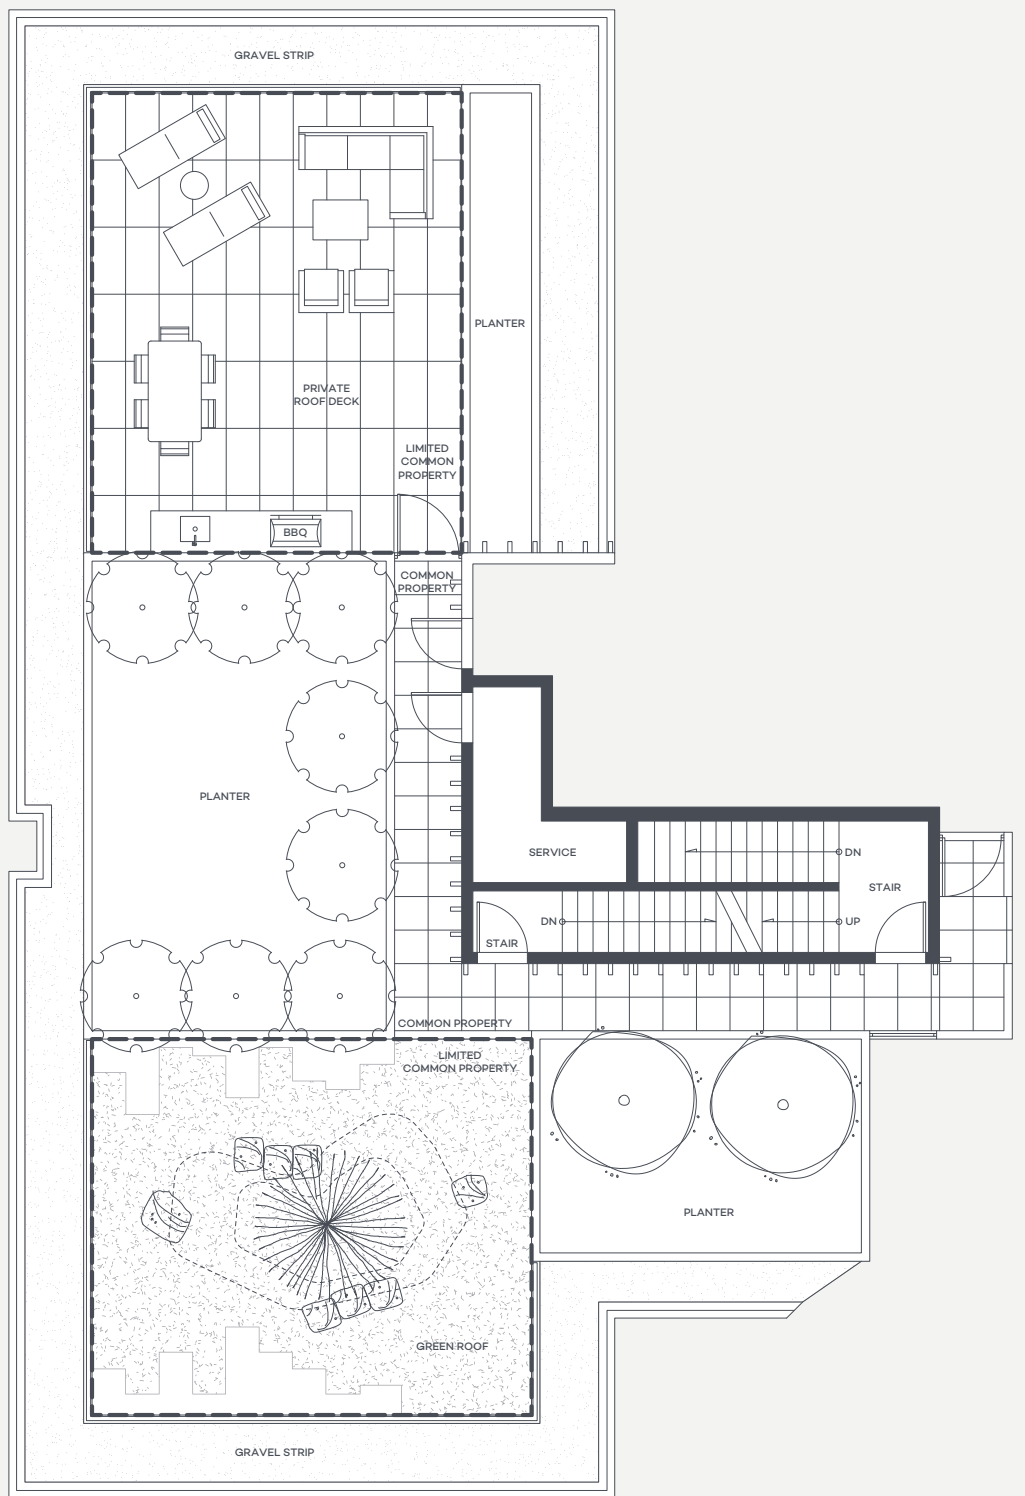 GRAVEL STRIP
PLANTER
PRIVATE
ROOF DECK
LIMITED
COMMON
PROPERTY
BBQ
COMMON
PROPERTY
PLANTER
SERVICE
DN
STAIR
DN
UP
STAIR
COMMON PROPERTY
LIMITED
COMMON PROPERTY
PLANTER
GREEN ROOF
GRAVEL STRIP